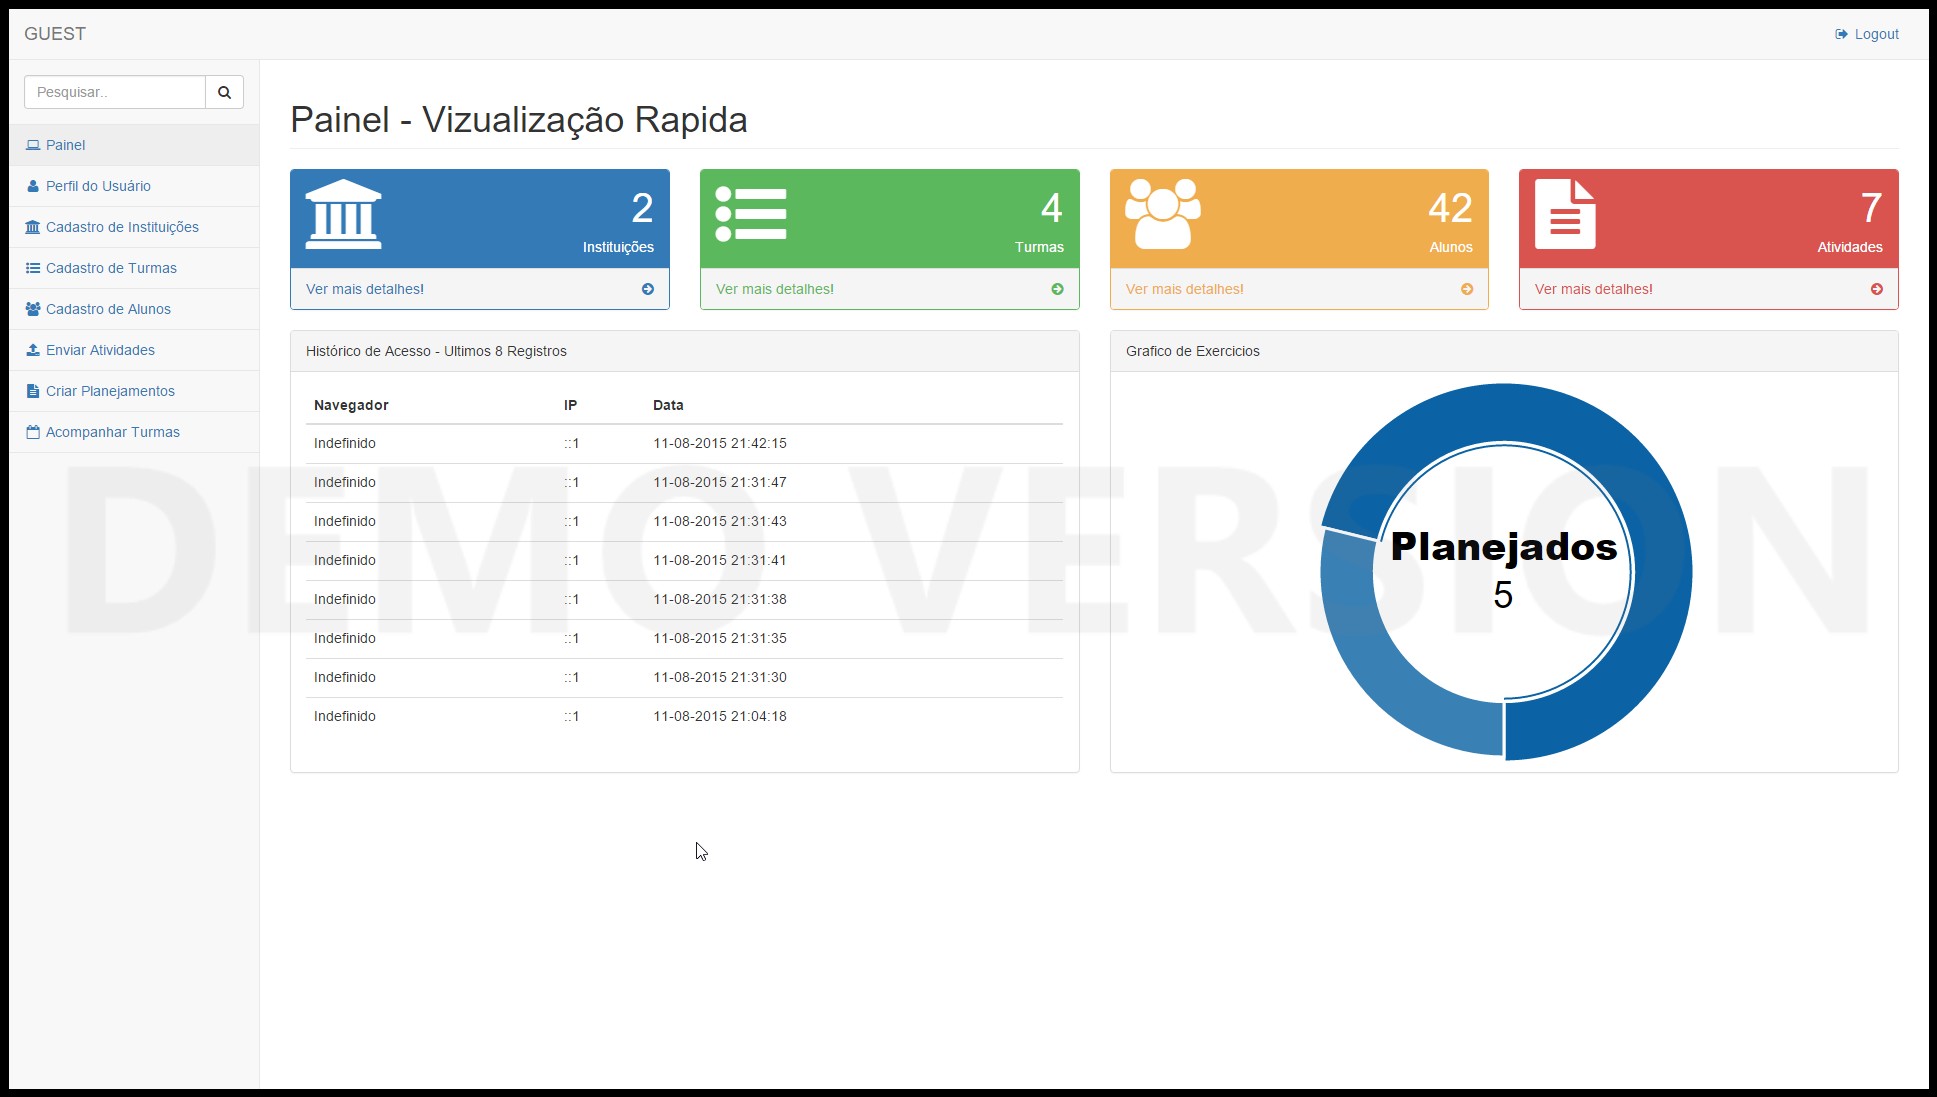 GUEST
Logout
Pesquisar..
Painel
Perfil do Usuário
Cadastro de Instituições
Cadastro de Turmas
Cadastro de Alunos
Enviar Atividades
Criar Planejamentos
Acompanhar Turmas
Painel - Vizualização Rapida
2
Instituições
Ver mais detalhes!
4
Turmas
Ver mais detalhes!
42
Alunos
Ver mais detalhes!
7
Atividades
Ver mais detalhes!
Histórico de Acesso - Ultimos 8 Registros
Navegador IP Data
Indefinido ::1 11-08-2015 21:42:15
Indefinido ::1 11-08-2015 21:31:47
Indefinido ::1 11-08-2015 21:31:43
Indefinido ::1 11-08-2015 21:31:41
Indefinido ::1 11-08-2015 21:31:38
Indefinido ::1 11-08-2015 21:31:35
Indefinido ::1 11-08-2015 21:31:30
Indefinido ::1 11-08-2015 21:04:18
Grafico de Exercicios
Planejados
5
DEMO VERSION